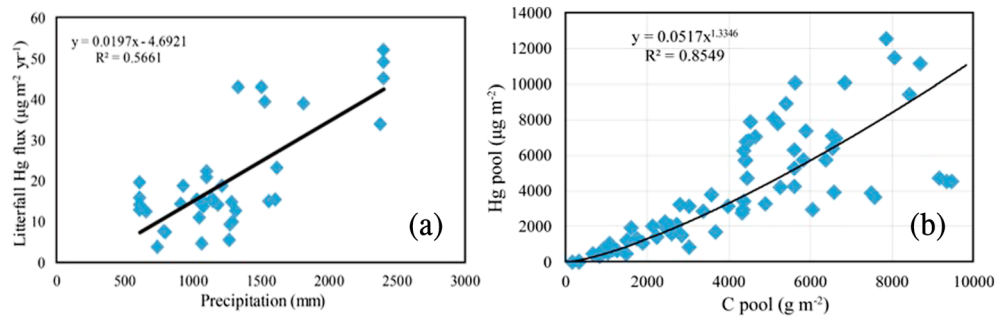 y = 0.0197x - 4.6921
R² = 0.5661
Litterfall Hg flux (μg m⁻² yr⁻¹)
60
50
40
30
20
10
0
0 500 1000 1500 2000 2500 3000
Precipitation (mm)
(a)
y = 0.0517x¹·³³⁴⁶
R² = 0.8549
Hg pool (μg m⁻²)
14000
12000
10000
8000
6000
4000
2000
0
0 2000 4000 6000 8000 10000
C pool (g m⁻²)
(b)